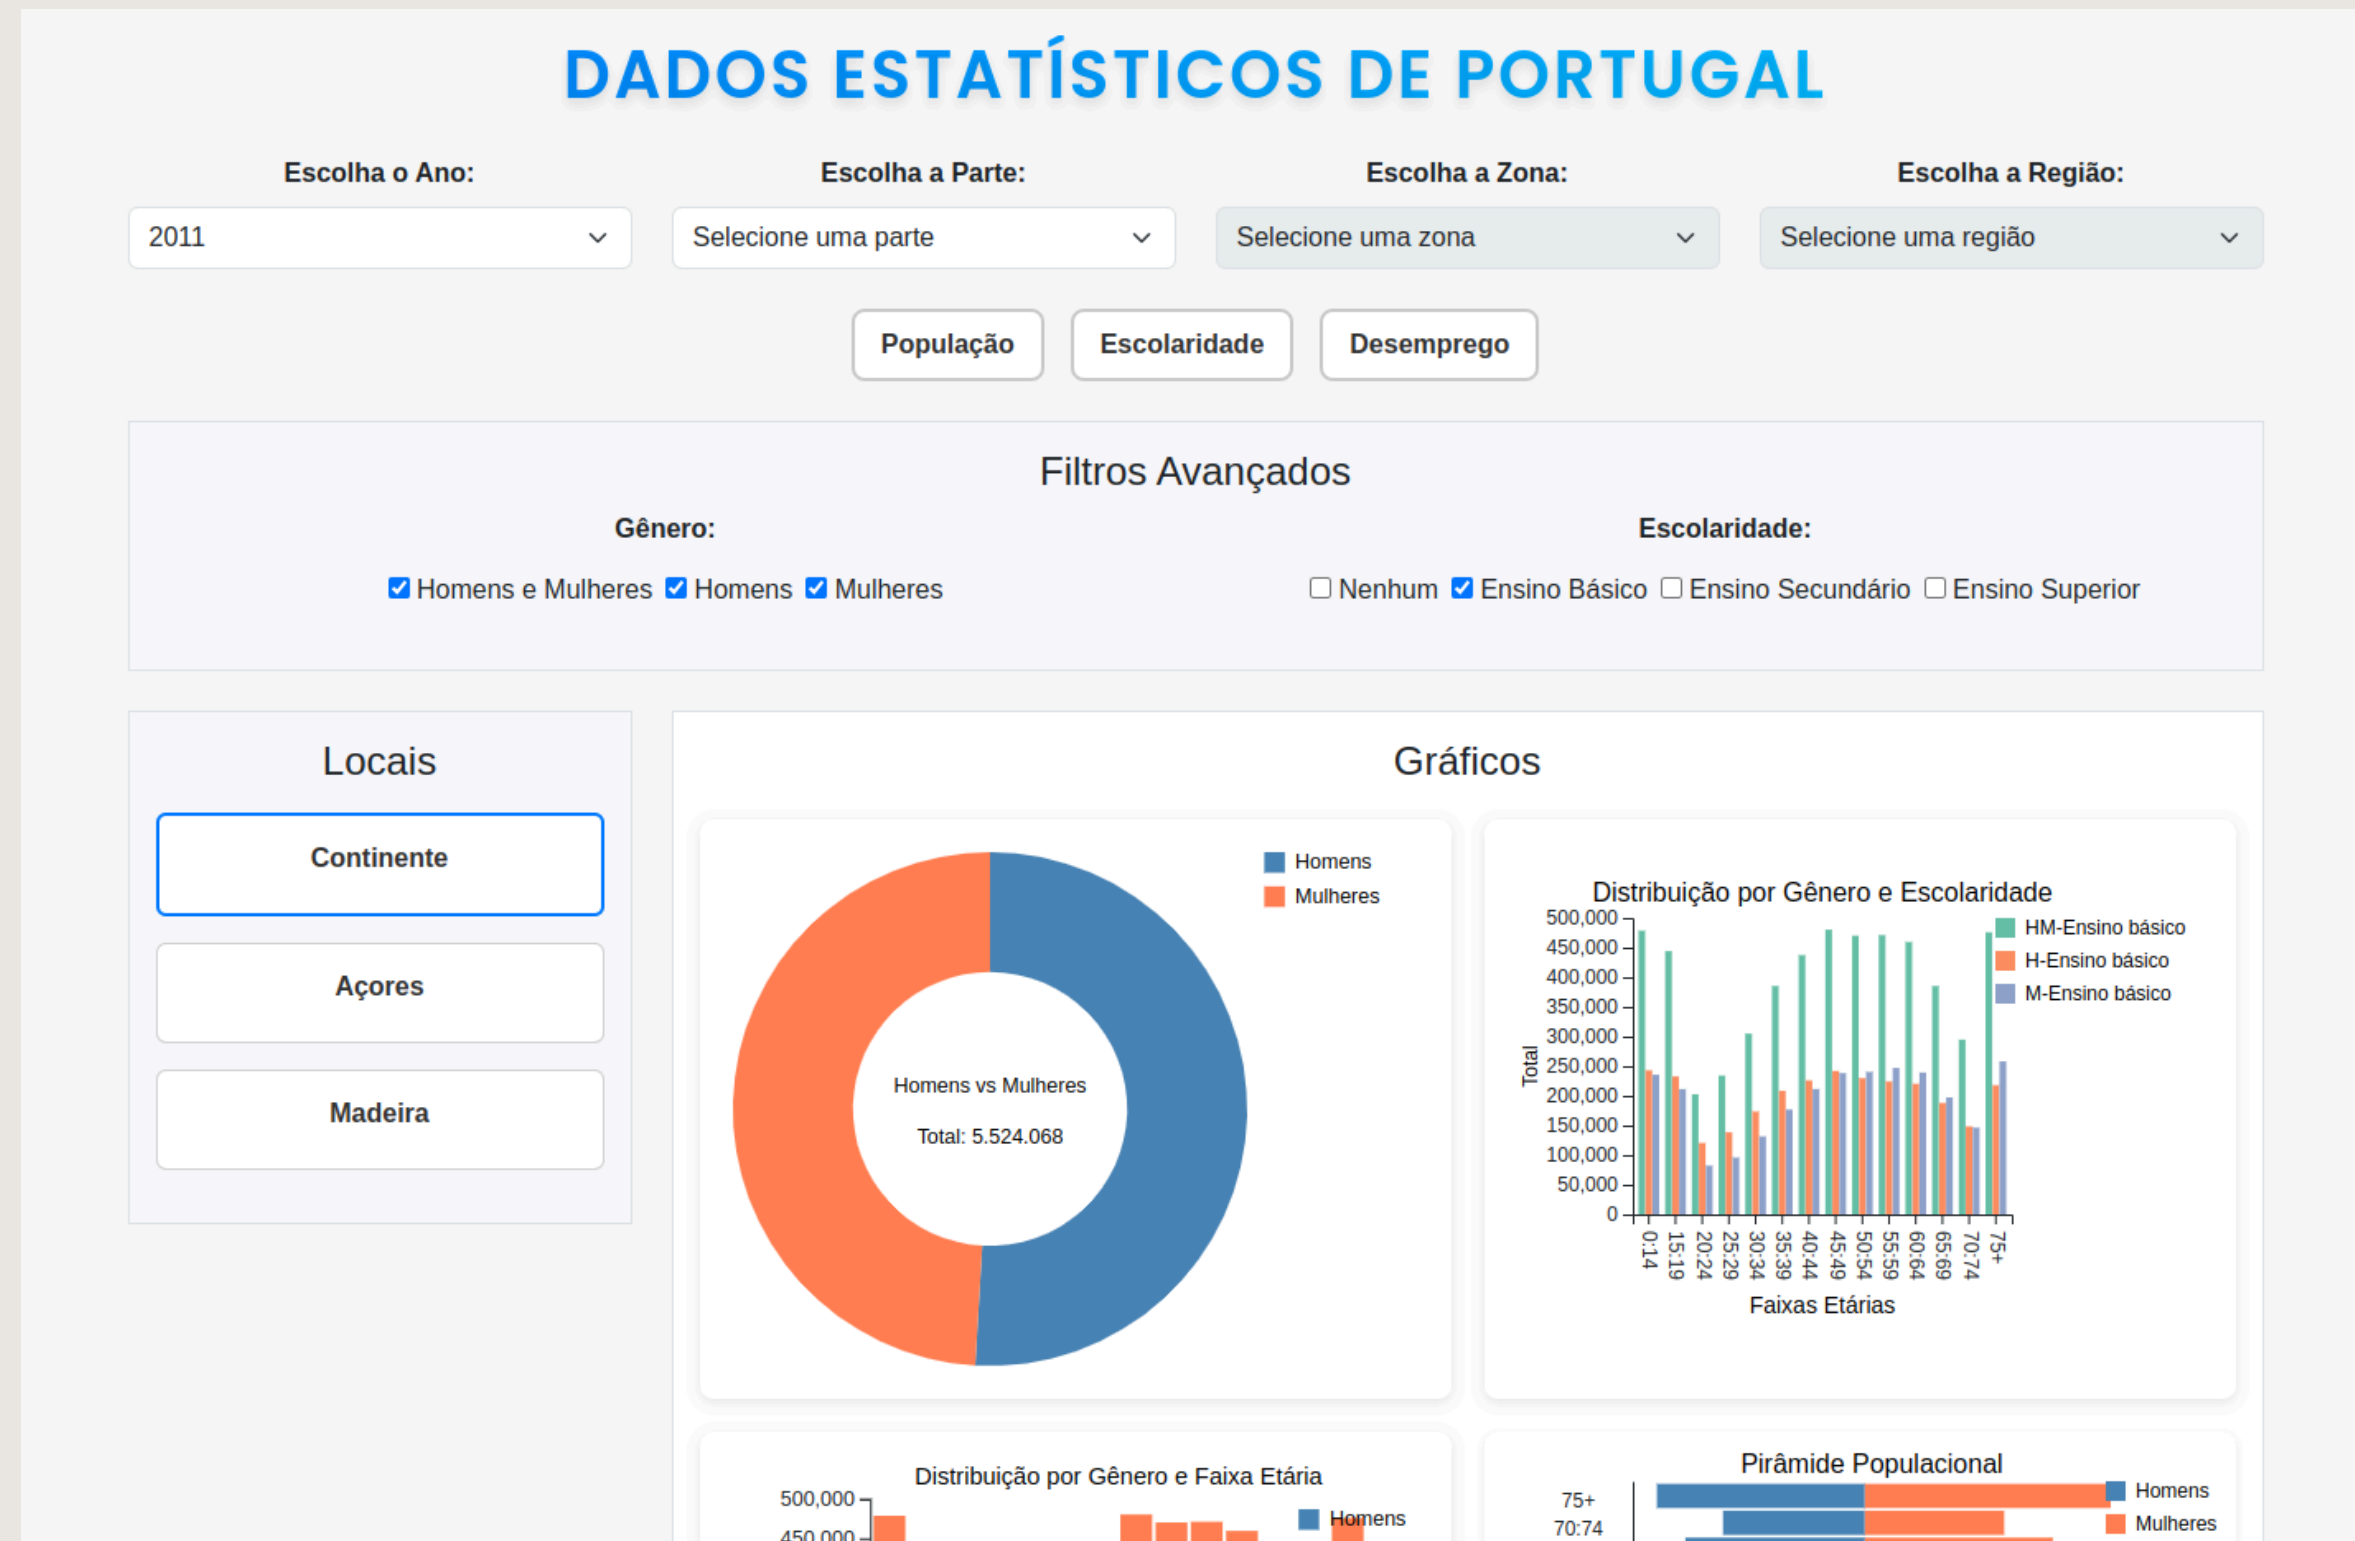 DADOS ESTATÍSTICOS DE PORTUGAL
Escolha o Ano:
2011
Escolha a Parte:
Selecione uma parte
Escolha a Zona:
Selecione uma zona
Escolha a Região:
Selecione uma região
População
Escolaridade
Desemprego
Filtros Avançados
Gênero:
Homens e Mulheres Homens Mulheres
Escolaridade:
Nenhum Ensino Básico Ensino Secundário Ensino Superior
Locais
Continente
Açores
Madeira
Gráficos
Homens
Mulheres
Homens vs Mulheres
Total: 5.524.068
Distribuição por Gênero e Escolaridade
HM-Ensino básico
H-Ensino básico
M-Ensino básico
Total
500,000
450,000
400,000
350,000
300,000
250,000
200,000
150,000
100,000
50,000
0
0:14
15:19
20:24
25:29
30:34
35:39
40:44
45:49
50:54
55:59
60:64
65:69
70:74
75+
Faixas Etárias
Distribuição por Gênero e Faixa Etária
500,000
450,000
Homens
Pirâmide Populacional
75+
70:74
Homens
Mulheres